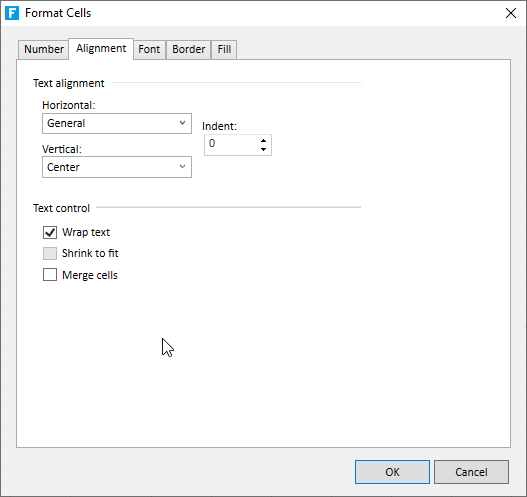 F Format Cells
Number Alignment Font Border Fill
Text alignment
Horizontal:
General
Indent:
0
Vertical:
Center
Text control
Wrap text
Shrink to fit
Merge cells
OK Cancel